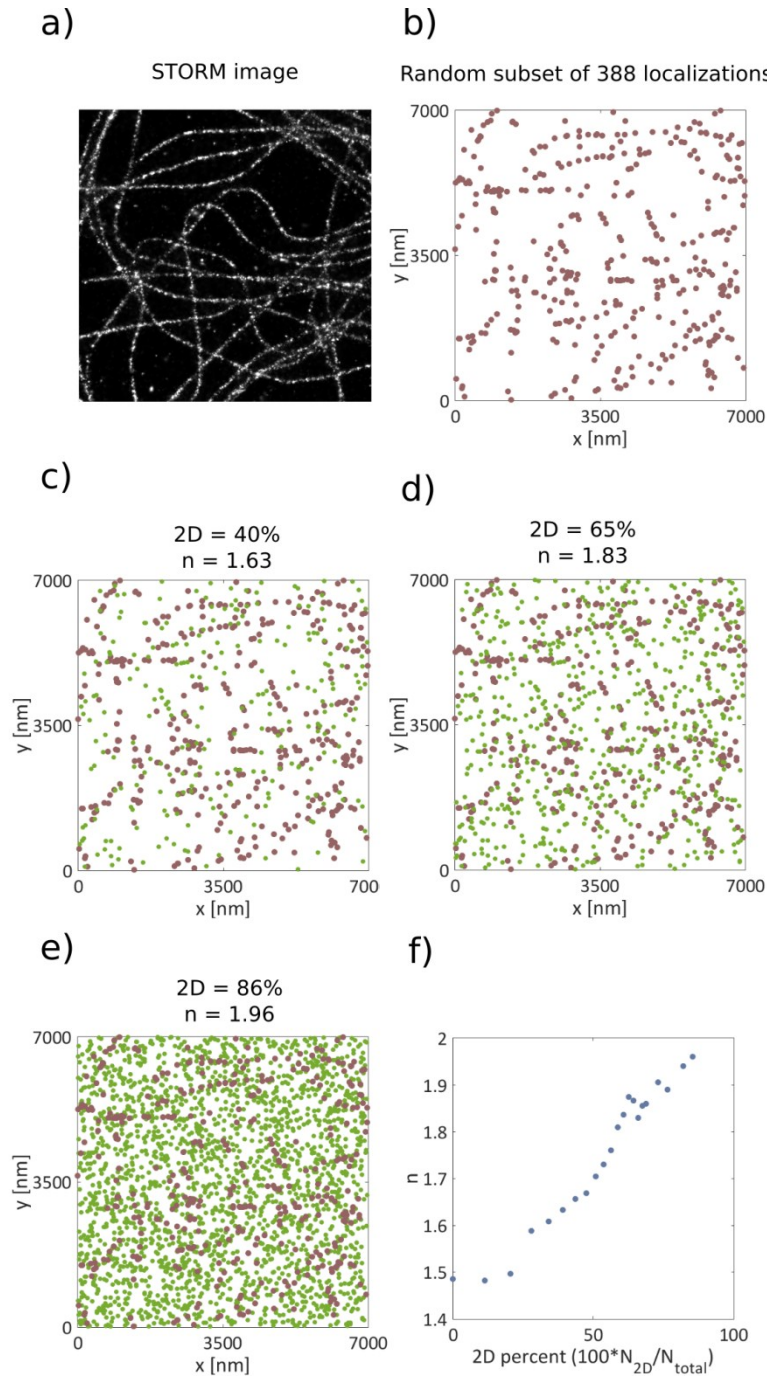 a)
STORM image
b)
Random subset of 388 localizations
7000
3500
0
y [nm]
0
3500
7000
x [nm]
c)
2D = 40%
n = 1.63
7000
3500
0
y [nm]
0
3500
700
x [nm]
d)
2D = 65%
n = 1.83
7000
3500
0
y [nm]
0
3500
7000
x [nm]
e)
2D = 86%
n = 1.96
7000
3500
0
y [nm]
0
3500
7000
x [nm]
f)
2
1.9
1.8
1.7
1.6
1.5
1.4
n
0
50
100
2D percent (100*N2D/Ntotal)